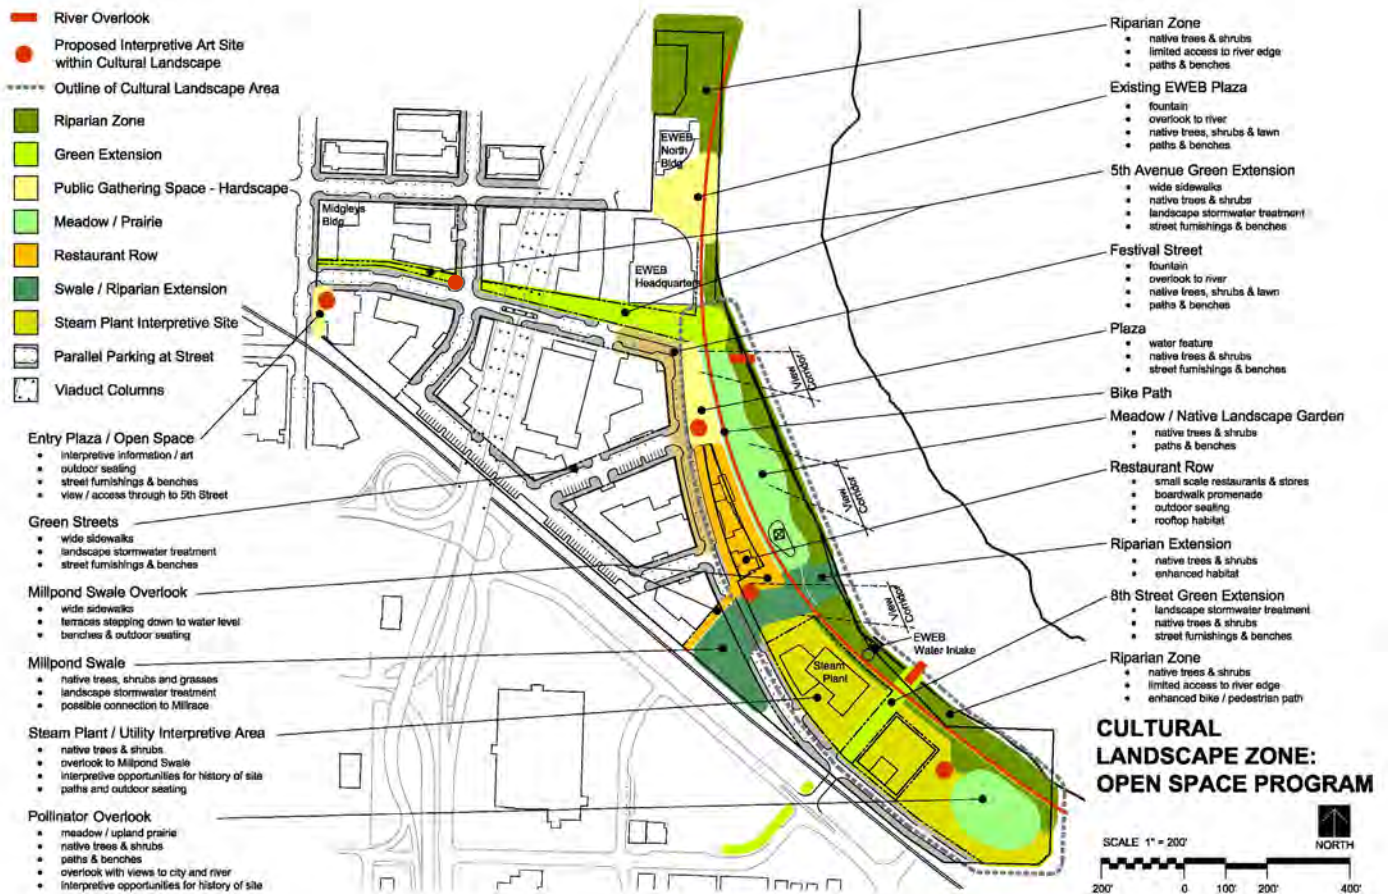 River Overlook
Proposed Interpretive Art Site
within Cultural Landscape
Outline of Cultural Landscape Area
Riparian Zone
Green Extension
Public Gathering Space - Hardscape
Meadow / Prairie
Restaurant Row
Swale / Riparian Extension
Steam Plant Interpretive Site
Parallel Parking at Street
Viaduct Columns
Entry Plaza / Open Space
• interpretive information / art
• outdoor seating
• street furnishings & benches
• view / access through to 5th Street
Green Streets
• wide sidewalks
• landscape stormwater treatment
• street furnishings & benches
Millpond Swale Overlook
• wide sidewalks
• terraces stepping down to water level
• benches & outdoor seating
Millpond Swale
• native trees, shrubs and grasses
• landscape stormwater treatment
• possible connection to Millrace
Steam Plant / Utility Interpretive Area
• native trees & shrubs
• overlook to Millpond Swale
• interpretive opportunities for history of site
• paths and outdoor seating
Pollinator Overlook
• meadow / upland prairie
• native trees & shrubs
• paths & benches
• overlook with views to city and river
• interpretive opportunities for history of site
Midgleys
Bldg
EWEB
North
Bldg
EWEB
Headquarters
View
Corridor
View
Corridor
View
Corridor
EWEB
Water Intake
Steam
Plant
Riparian Zone
• native trees & shrubs
• limited access to river edge
• paths & benches
Existing EWEB Plaza
• fountain
• overlook to river
• native trees, shrubs & lawn
• paths & benches
5th Avenue Green Extension
• wide sidewalks
• native trees & shrubs
• landscape stormwater treatment
• street furnishings & benches
Festival Street
• fountain
• overlook to river
• native trees, shrubs & lawn
• paths & benches
Plaza
• water feature
• native trees & shrubs
• street furnishings & benches
Bike Path
Meadow / Native Landscape Garden
• native trees & shrubs
• paths & benches
Restaurant Row
• small scale restaurants & stores
• boardwalk promenade
• outdoor seating
• rooftop habitat
Riparian Extension
• native trees & shrubs
• enhanced habitat
8th Street Green Extension
• landscape stormwater treatment
• native trees & shrubs
• street furnishings & benches
Riparian Zone
• native trees & shrubs
• limited access to river edge
• enhanced bike / pedestrian path
CULTURAL
LANDSCAPE ZONE:
OPEN SPACE PROGRAM
SCALE 1" = 200'
NORTH
200' 0 100' 200' 400'